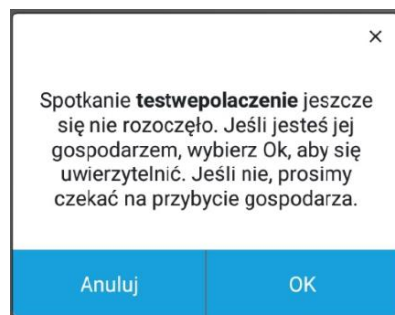 ×
Spotkanie testwepolaczenie jeszcze
się nie rozoczęło. Jeśli jesteś jej
gospodarzem, wybierz Ok, aby się
uwierzytelnić. Jeśli nie, prosimy
czekać na przybycie gospodarza.
Anuluj OK